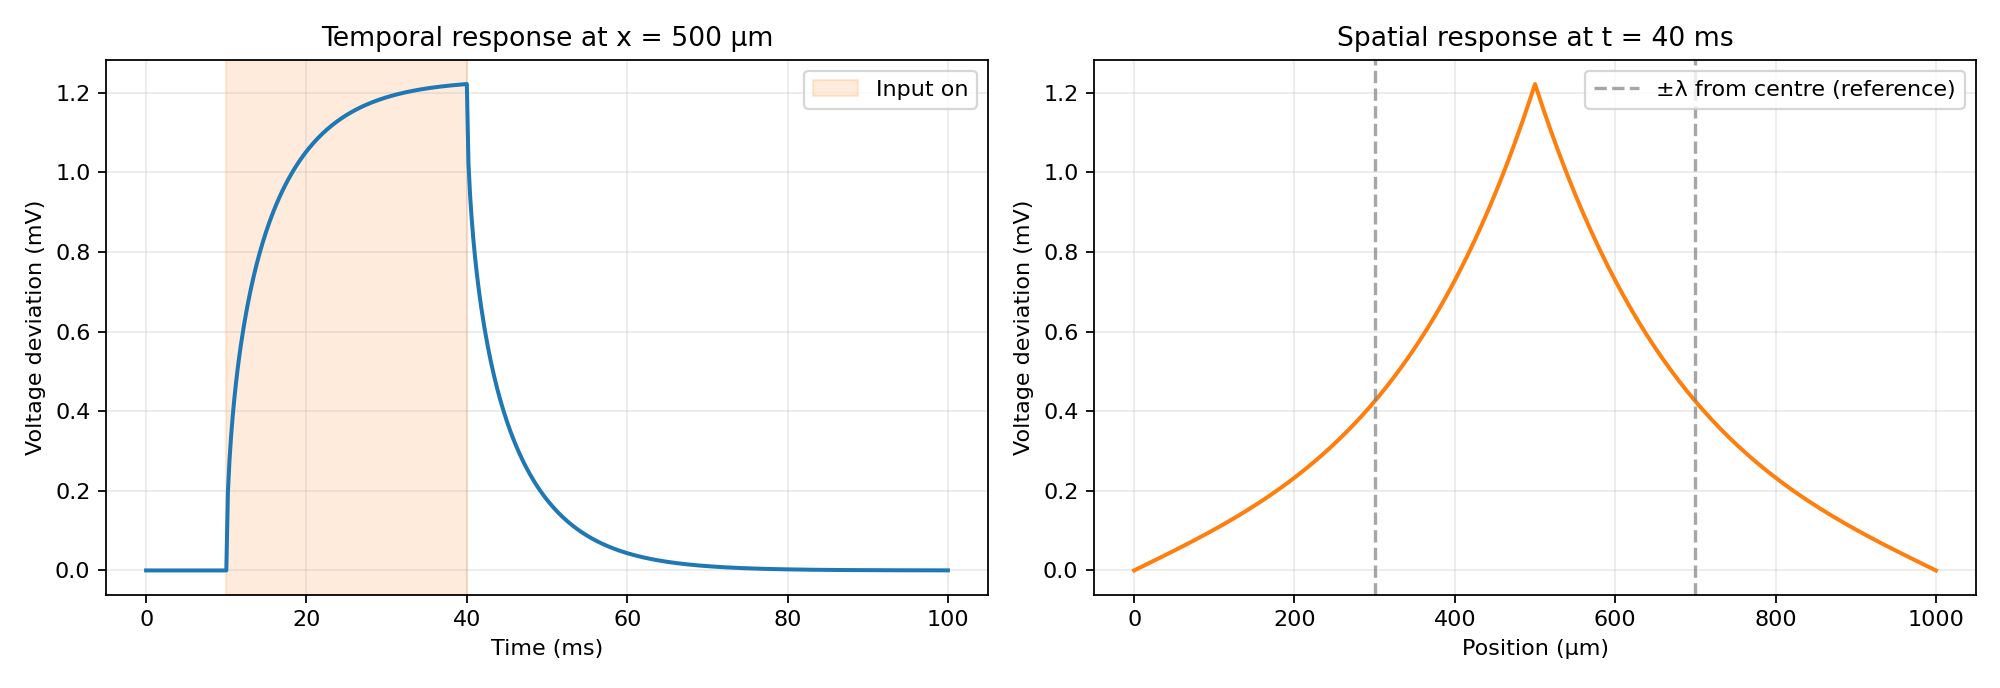 Temporal response at x = 500 µm
Voltage deviation (mV)
1.2
1.0
0.8
0.6
0.4
0.2
0.0
Input on
0 20 40 60 80 100
Time (ms)
Spatial response at t = 40 ms
Voltage deviation (mV)
1.2
1.0
0.8
0.6
0.4
0.2
0.0
±λ from centre (reference)
0 200 400 600 800 1000
Position (µm)